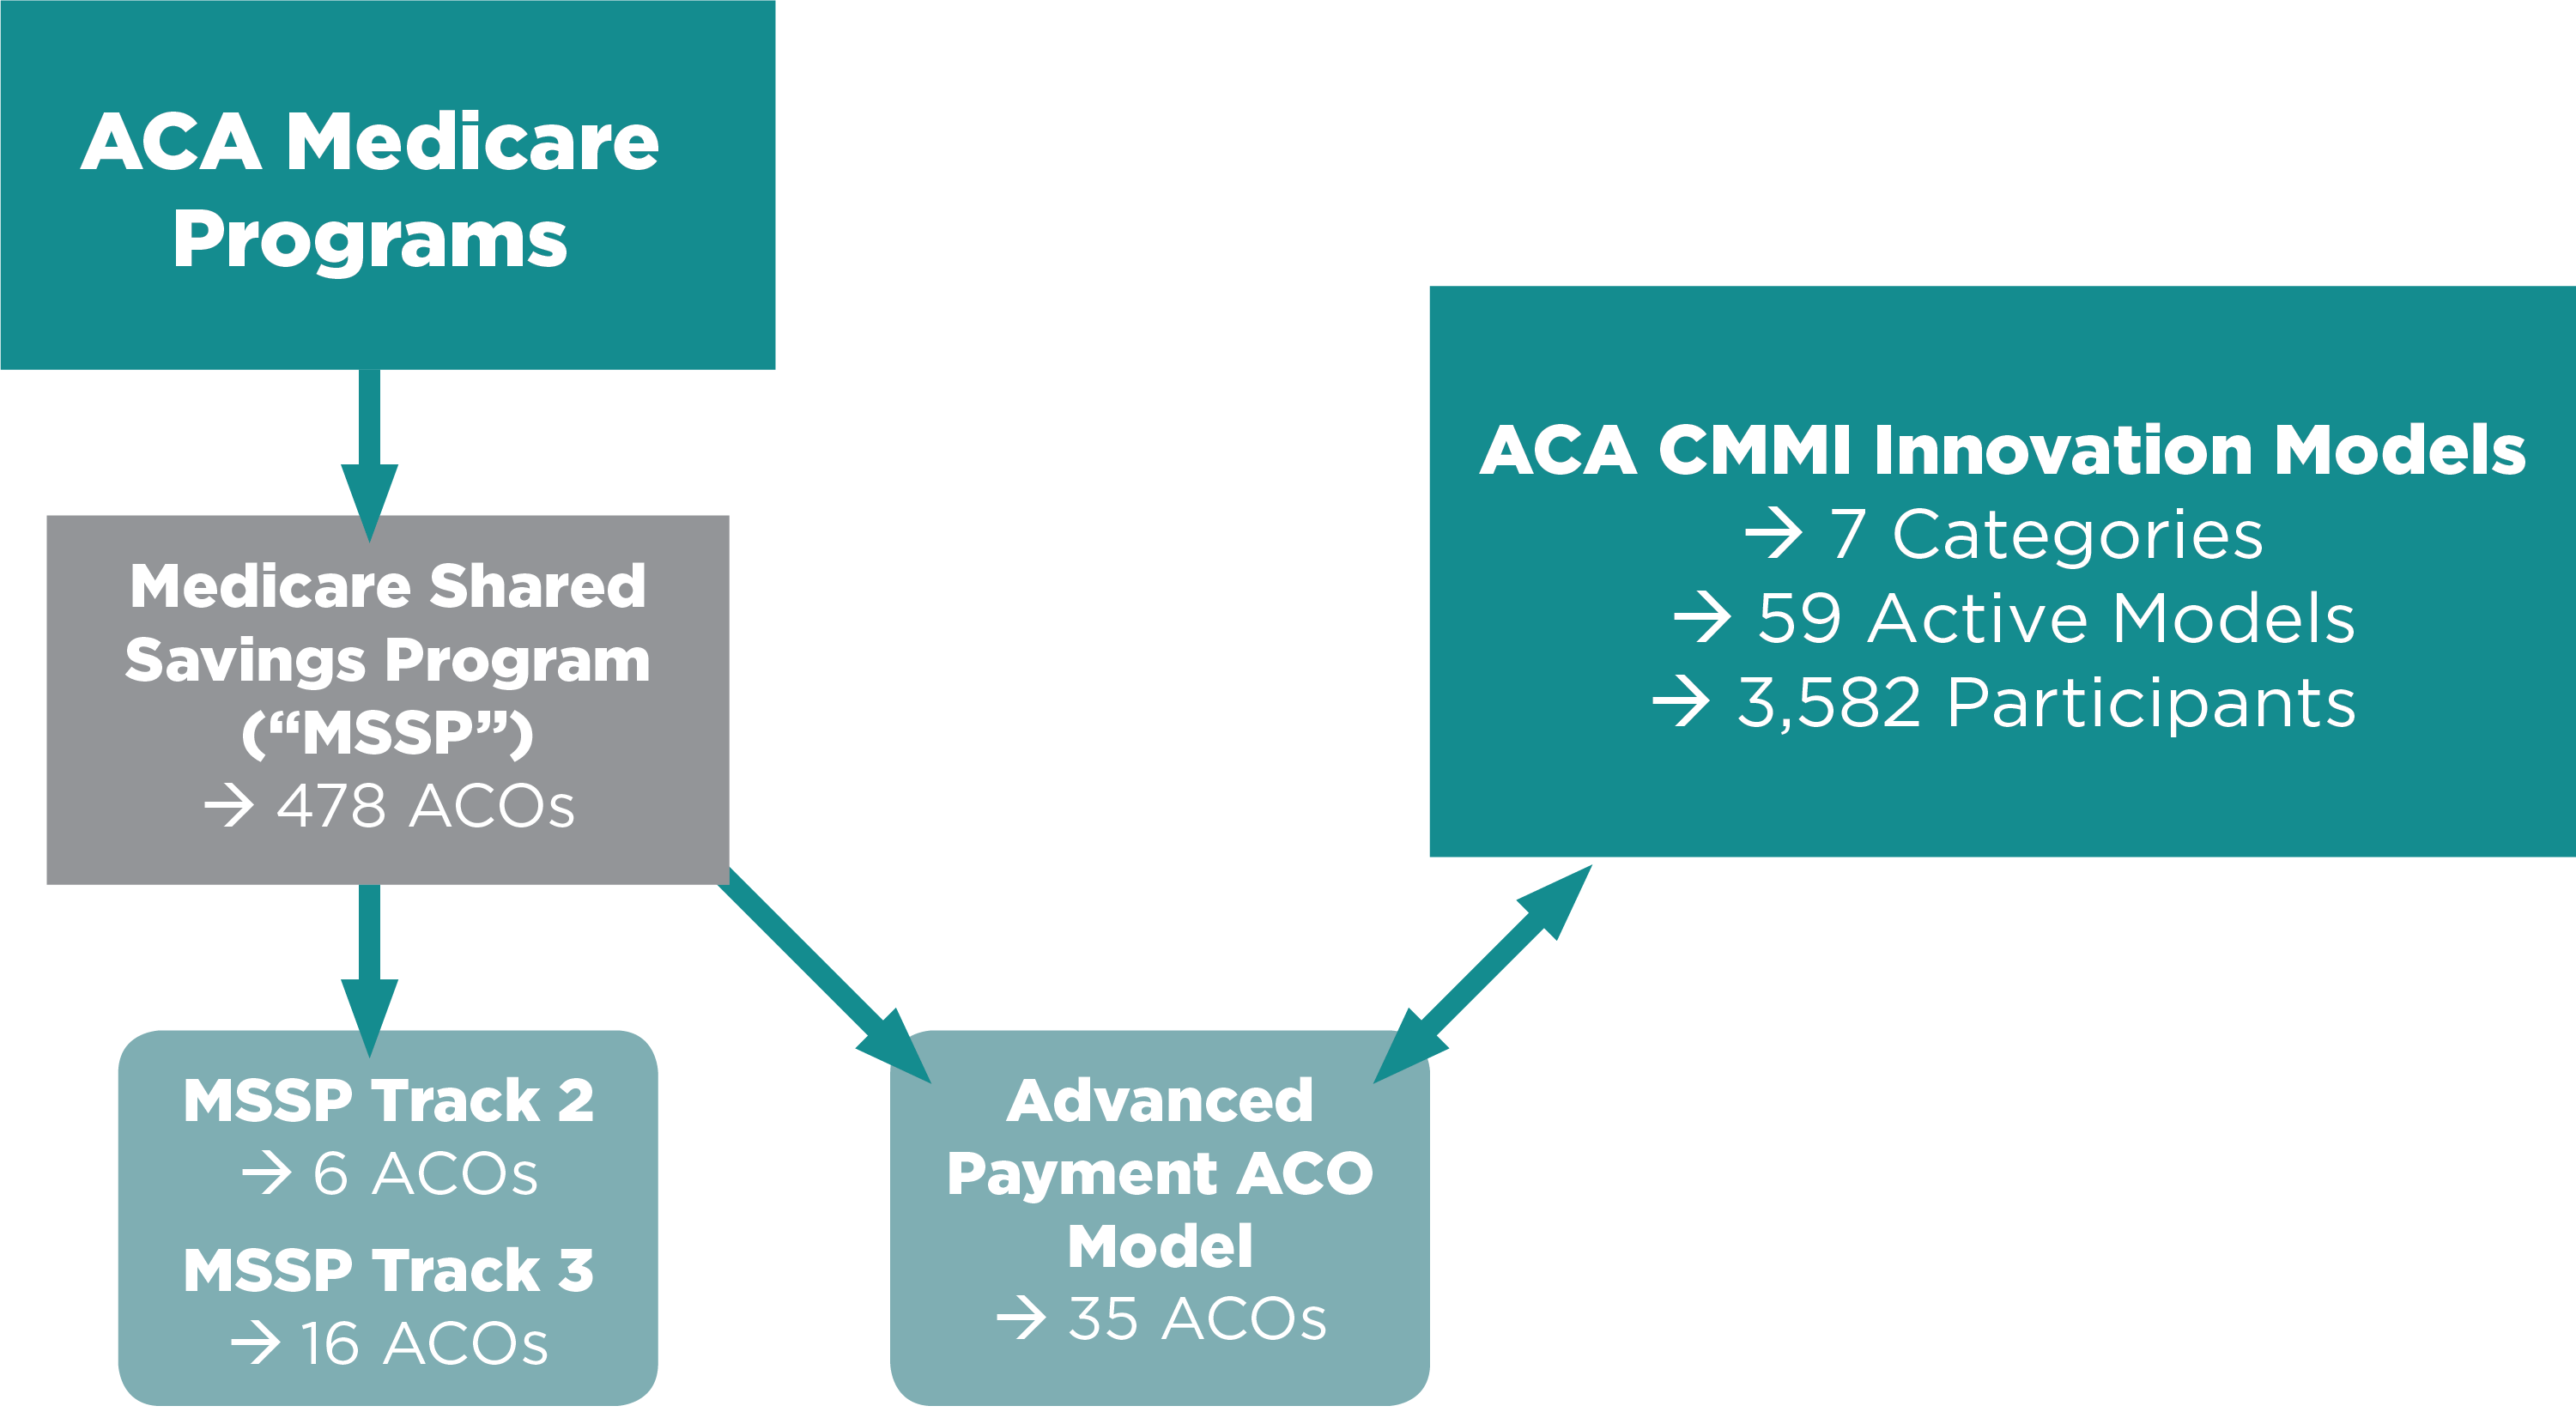 ACA Medicare
Programs
Medicare Shared
Savings Program
(“MSSP”)
→ 478 ACOs
MSSP Track 2
→ 6 ACOs
MSSP Track 3
→ 16 ACOs
Advanced
Payment ACO
Model
→ 35 ACOs
ACA CMMI Innovation Models
→ 7 Categories
→ 59 Active Models
→ 3,582 Participants